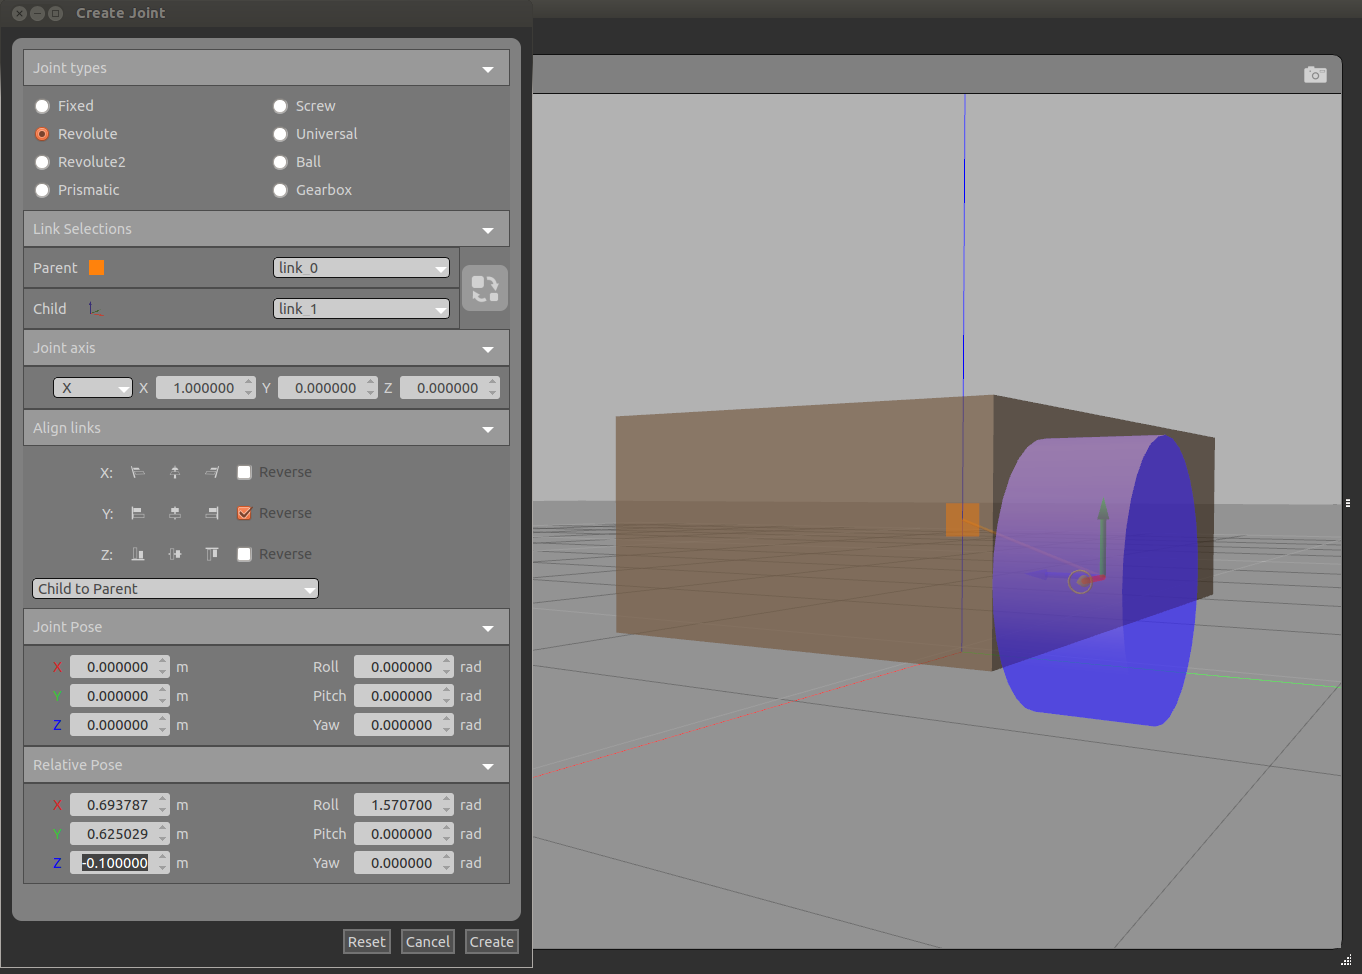 Create Joint
Joint types
Fixed Screw
Revolute Universal
Revolute2 Ball
Prismatic Gearbox
Link Selections
Parent link_0
Child link_1
Joint axis
X X 1.000000 Y 0.000000 Z 0.000000
Align links
X: Reverse
Y: Reverse
Z: Reverse
Child to Parent
Joint Pose
X 0.000000 m Roll 0.000000 rad
Y 0.000000 m Pitch 0.000000 rad
Z 0.000000 m Yaw 0.000000 rad
Relative Pose
X 0.693787 m Roll 1.570700 rad
Y 0.625029 m Pitch 0.000000 rad
Z -0.100000 m Yaw 0.000000 rad
Reset Cancel Create